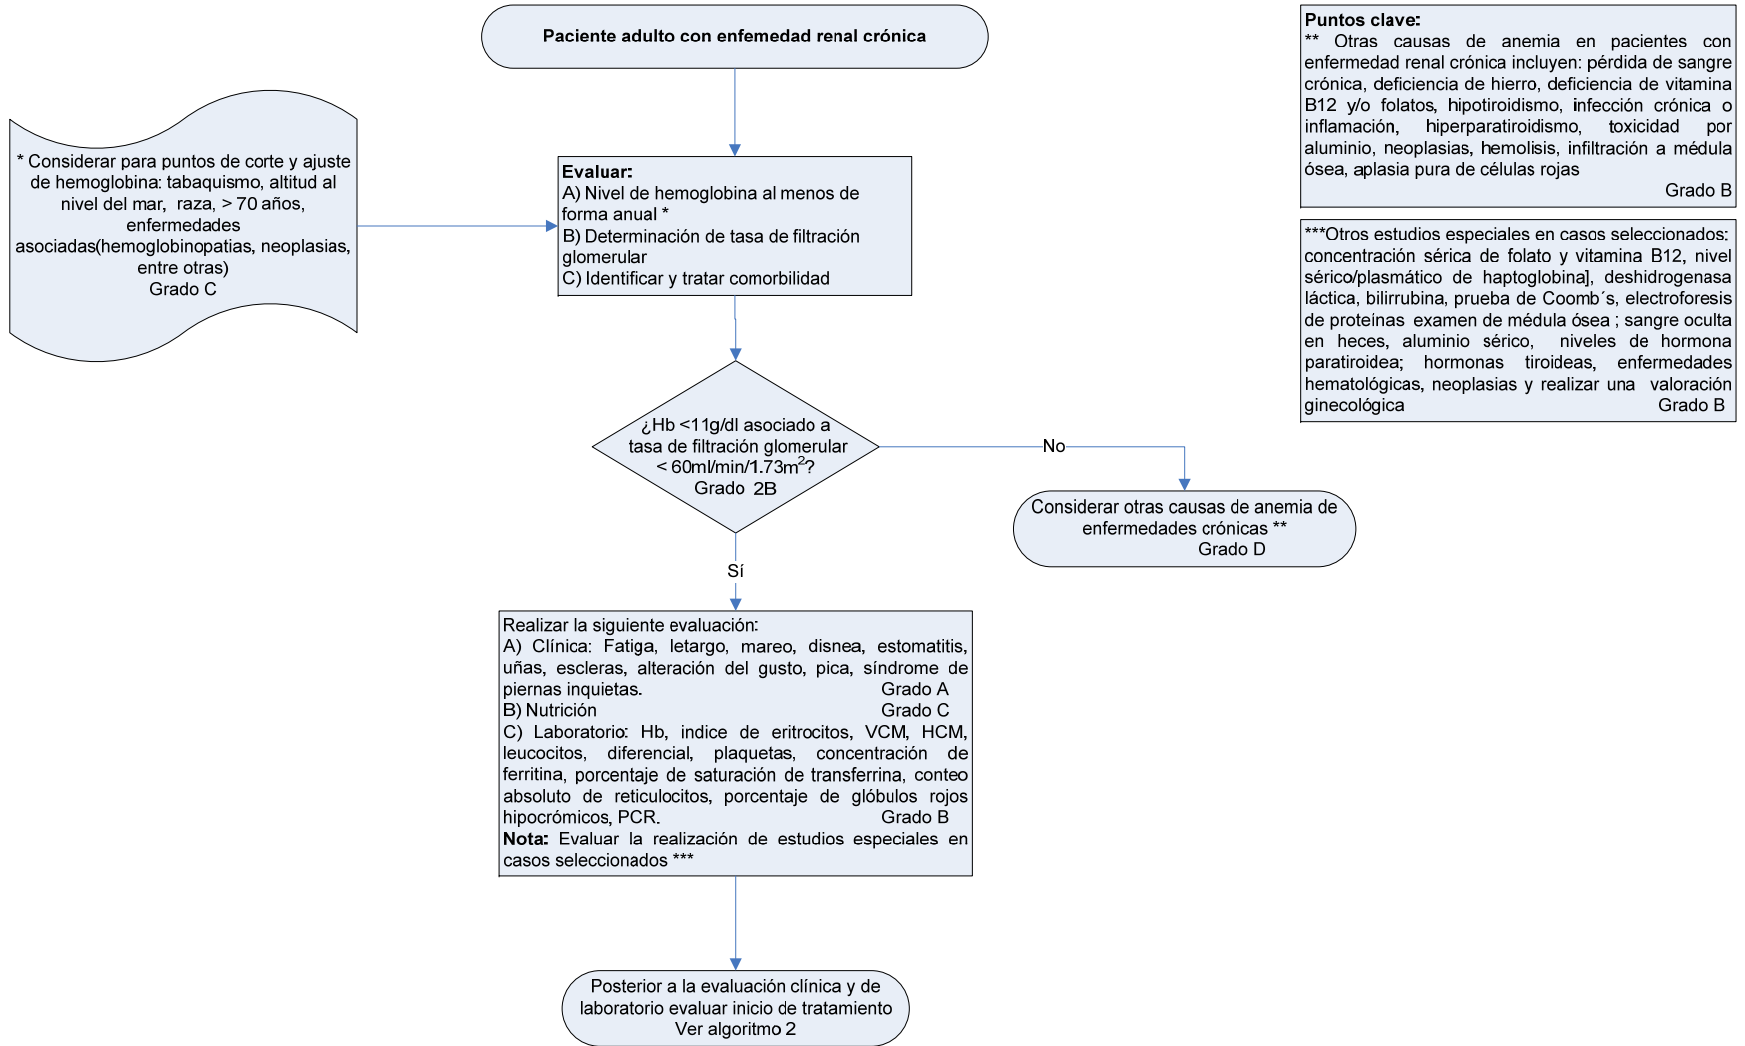 Paciente adulto con enfemedad renal crónica
* Considerar para puntos de corte y ajuste
de hemoglobina: tabaquismo, altitud al
nivel del mar, raza, > 70 años,
enfermedades
asociadas(hemoglobinopatias, neoplasias,
entre otras)
Grado C
Evaluar:
A) Nivel de hemoglobina al menos de
forma anual *
B) Determinación de tasa de filtración
glomerular
C) Identificar y tratar comorbilidad
¿Hb <11g/dl asociado a
tasa de filtración glomerular
< 60ml/min/1.73m²?
Grado 2B
No
Considerar otras causas de anemia de
enfermedades crónicas **
Grado D
Sí
Realizar la siguiente evaluación:
A) Clínica: Fatiga, letargo, mareo, disnea, estomatitis,
uñas, escleras, alteración del gusto, pica, síndrome de
piernas inquietas. Grado A
B) Nutrición Grado C
C) Laboratorio: Hb, indice de eritrocitos, VCM, HCM,
leucocitos, diferencial, plaquetas, concentración de
ferritina, porcentaje de saturación de transferrina, conteo
absoluto de reticulocitos, porcentaje de glóbulos rojos
hipocrómicos, PCR. Grado B
Nota: Evaluar la realización de estudios especiales en
casos seleccionados ***
Posterior a la evaluación clínica y de
laboratorio evaluar inicio de tratamiento
Ver algoritmo 2
Puntos clave:
** Otras causas de anemia en pacientes con
enfermedad renal crónica incluyen: pérdida de sangre
crónica, deficiencia de hierro, deficiencia de vitamina
B12 y/o folatos, hipotiroidismo, infección crónica o
inflamación, hiperparatiroidismo, toxicidad por
aluminio, neoplasias, hemolisis, infiltración a médula
ósea, aplasia pura de células rojas
Grado B
***Otros estudios especiales en casos seleccionados:
concentración sérica de folato y vitamina B12, nivel
sérico/plasmático de haptoglobina], deshidrogenasa
láctica, bilirrubina, prueba de Coomb´s, electroforesis
de proteínas examen de médula ósea ; sangre oculta
en heces, aluminio sérico, niveles de hormona
paratiroidea; hormonas tiroideas, enfermedades
hematológicas, neoplasias y realizar una valoración
ginecológica Grado B